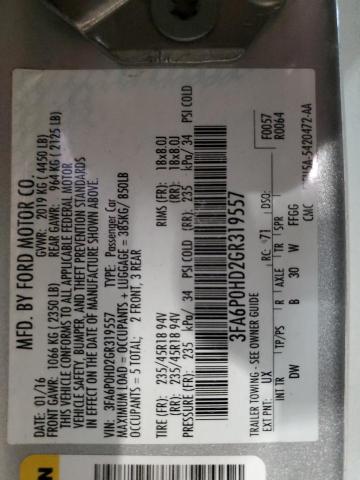 MFD. BY FORD MOTOR CO.
DATE: 01/16 GVWR: 2019 KG ( 4450 LB)
FRONT GAWR: 1066 KG ( 2350 LB) REAR GAWR: 964 KG ( 2125 LB)
THIS VEHICLE CONFORMS TO ALL APPLICABLE FEDERAL MOTOR
VEHICLE SAFETY, BUMPER, AND THEFT PREVENTION STANDARDS
IN EFFECT ON THE DATE OF MANUFACTURE SHOWN ABOVE.
VIN: 3FA6P0HD2GR319557 TYPE: Passenger Car
MAXIMUM LOAD = OCCUPANTS + LUGGAGE = 385KG/ 850LB
OCCUPANTS = 5 TOTAL: 2 FRONT, 3 REAR
TIRE (FR): 235/45R18 94V RIMS (FR): 18x8.0J
TIRE (RR): 235/45R18 94V RIMS (RR): 18x8.0J
PRESSURE (FR): 235 kPa/ 34 PSI COLD (RR): 235 kPa/ 34 PSI COLD
3FA6P0HD2GR319557
F0057
R0064
TRAILER TOWING - SEE OWNER GUIDE
EXT PNT: UX RC: 71 DSO:
INT TR TP/PS R AXLE TR SPR
DW B 30 W FFGG
CMC
5420472-AA